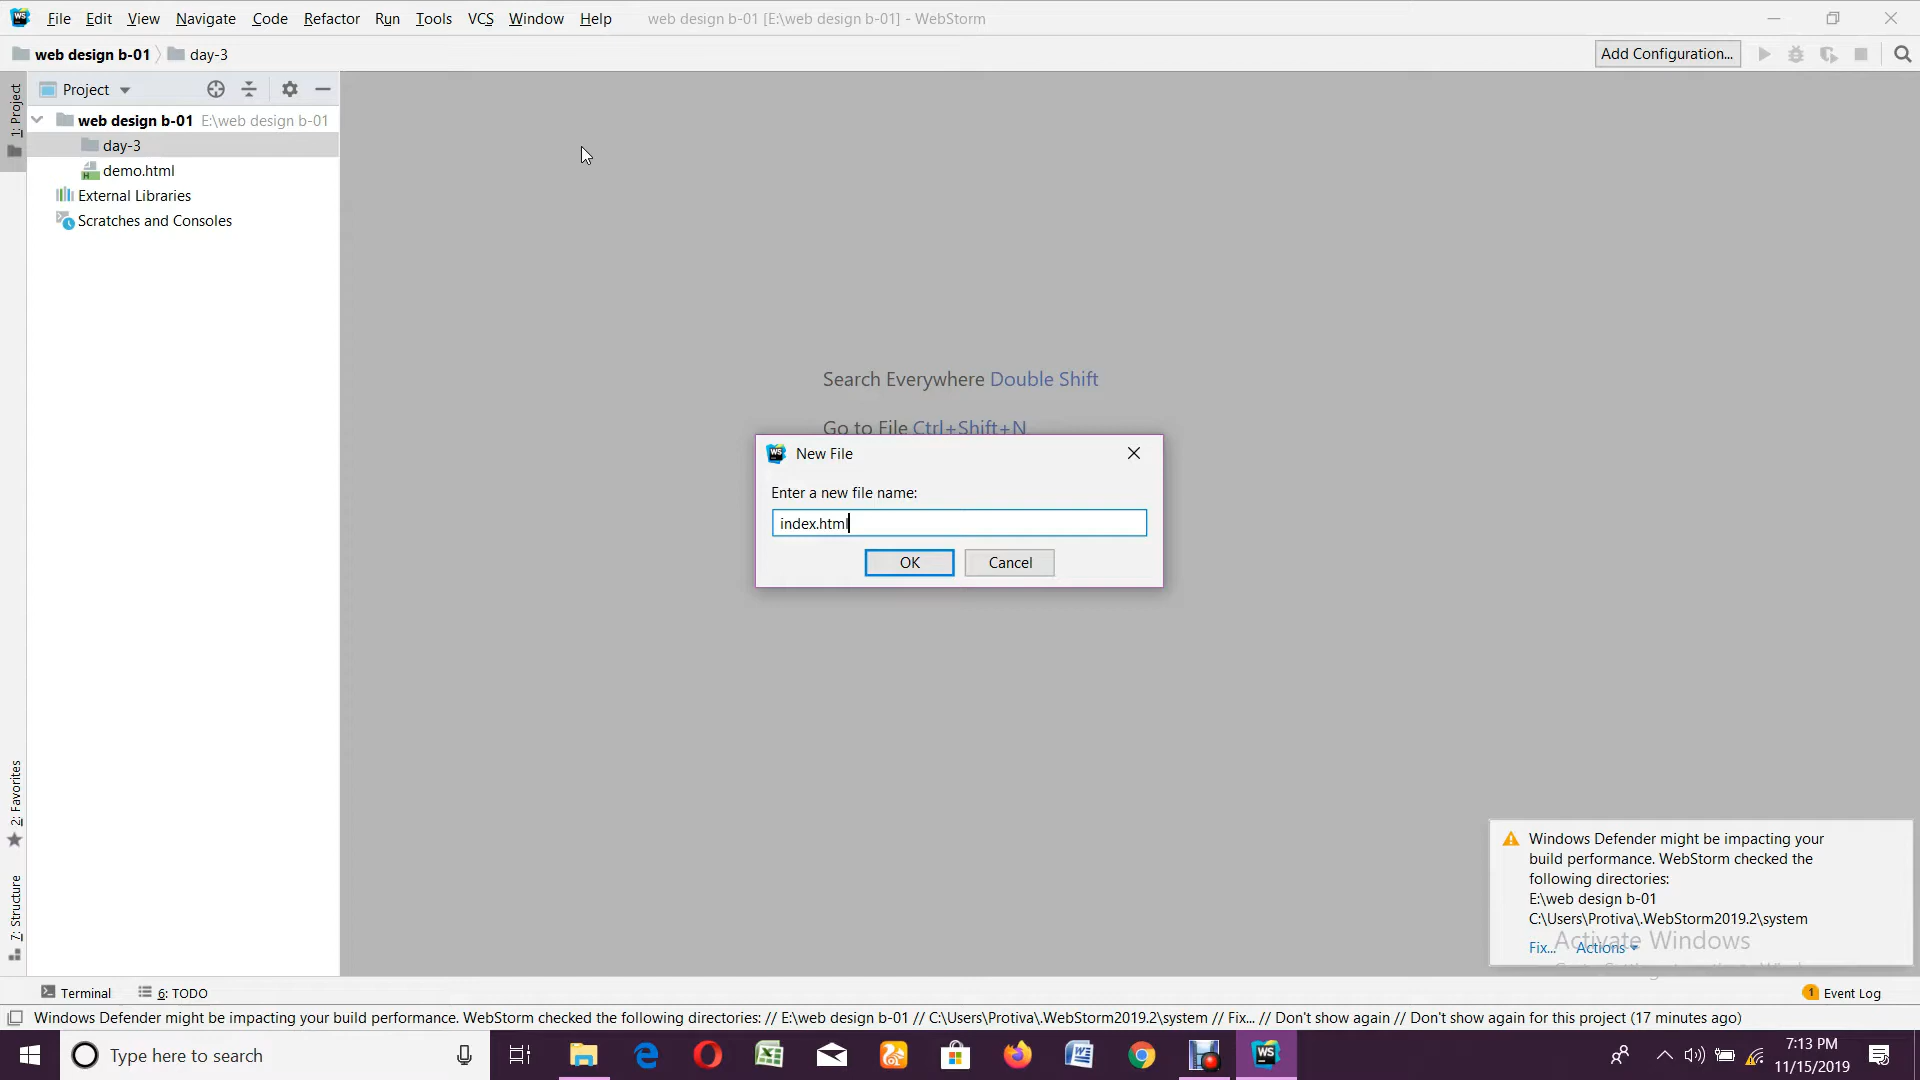 File Edit View Navigate Code Refactor Run Tools VCS Window Help web design b-01 [E:\web design b-01] - WebStorm
web design b-01 day-3 Add Configuration...
1: Project
Project
web design b-01 E:\web design b-01
day-3
demo.html
External Libraries
Scratches and Consoles
Search Everywhere Double Shift
Go to File Ctrl+Shift+N
New File
Enter a new file name:
index.html
OK Cancel
2: Favorites
7: Structure
Windows Defender might be impacting your
build performance. WebStorm checked the
following directories:
E:\web design b-01
C:\Users\Protiva\.WebStorm2019.2\system
Fix... Actions
Activate Windows
Terminal 6: TODO 1 Event Log
Windows Defender might be impacting your build performance. WebStorm checked the following directories: // E:\web design b-01 // C:\Users\Protiva\.WebStorm2019.2\system // Fix... // Don't show again // Don't show again for this project (17 minutes ago)
Type here to search
7:13 PM
11/15/2019